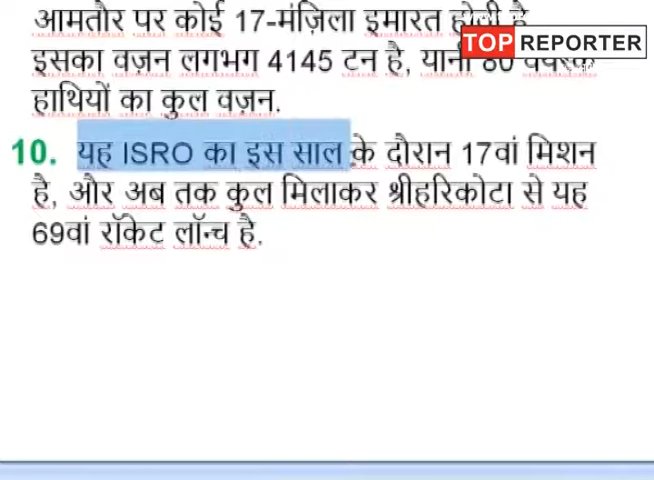 आमतौर पर कोई 17-मंज़िला इमारत होती है
TOP REPORTER
इसका वज़न लगभग 4145 टन है, यानी 80 वयस्क
हाथियों का कुल वज़न.
10. यह ISRO का इस साल के दौरान 17वां मिशन
है, और अब तक कुल मिलाकर श्रीहरिकोटा से यह
69वां रॉकेट लॉन्च है.